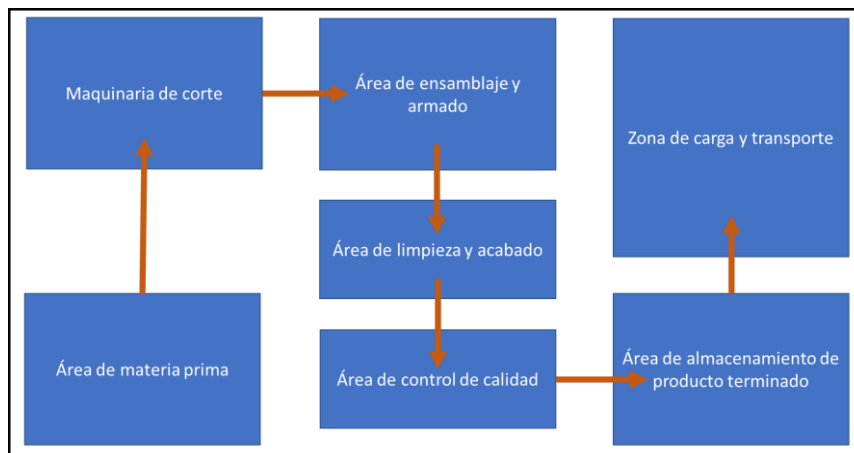 Maquinaria de corte
Área de ensamblaje y
armado
Zona de carga y transporte
Área de limpieza y acabado
Área de materia prima
Área de control de calidad
Área de almacenamiento de
producto terminado